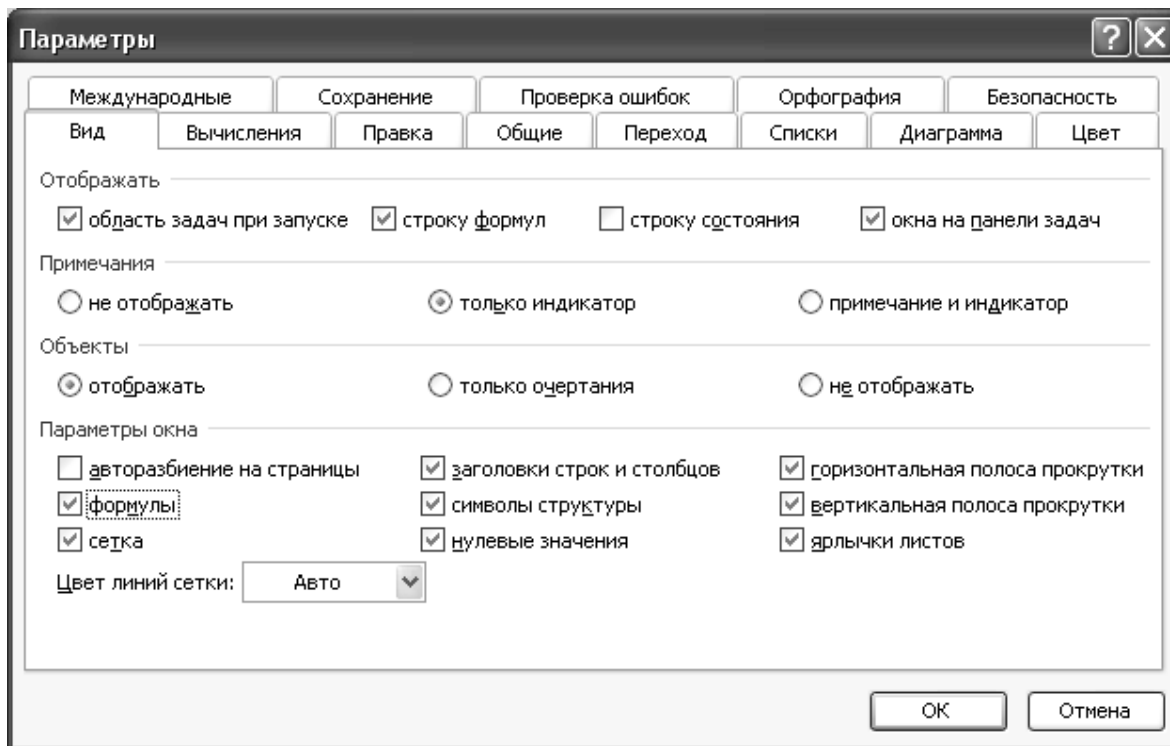 Параметры
Международные Сохранение Проверка ошибок Орфография Безопасность
Вид Вычисления Правка Общие Переход Списки Диаграмма Цвет
Отображать
область задач при запуске строку формул строку состояния окна на панели задач
Примечания
не отображать только индикатор примечание и индикатор
Объекты
отображать только очертания не отображать
Параметры окна
авторазбиение на страницы заголовки строк и столбцов горизонтальная полоса прокрутки
формулы символы структуры вертикальная полоса прокрутки
сетка нулевые значения ярлычки листов
Цвет линий сетки: Авто
ОК Отмена